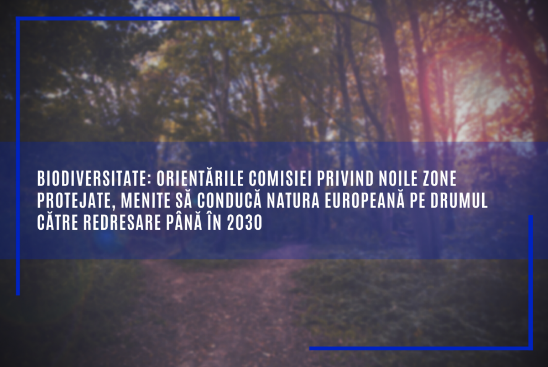 BIODIVERSITATE: ORIENTĂRILE COMISIEI PRIVIND NOILE ZONE
PROTEJATE, MENITE SĂ CONDUCĂ NATURA EUROPEANĂ PE DRUMUL
CĂTRE REDRESARE PÂNĂ ÎN 2030